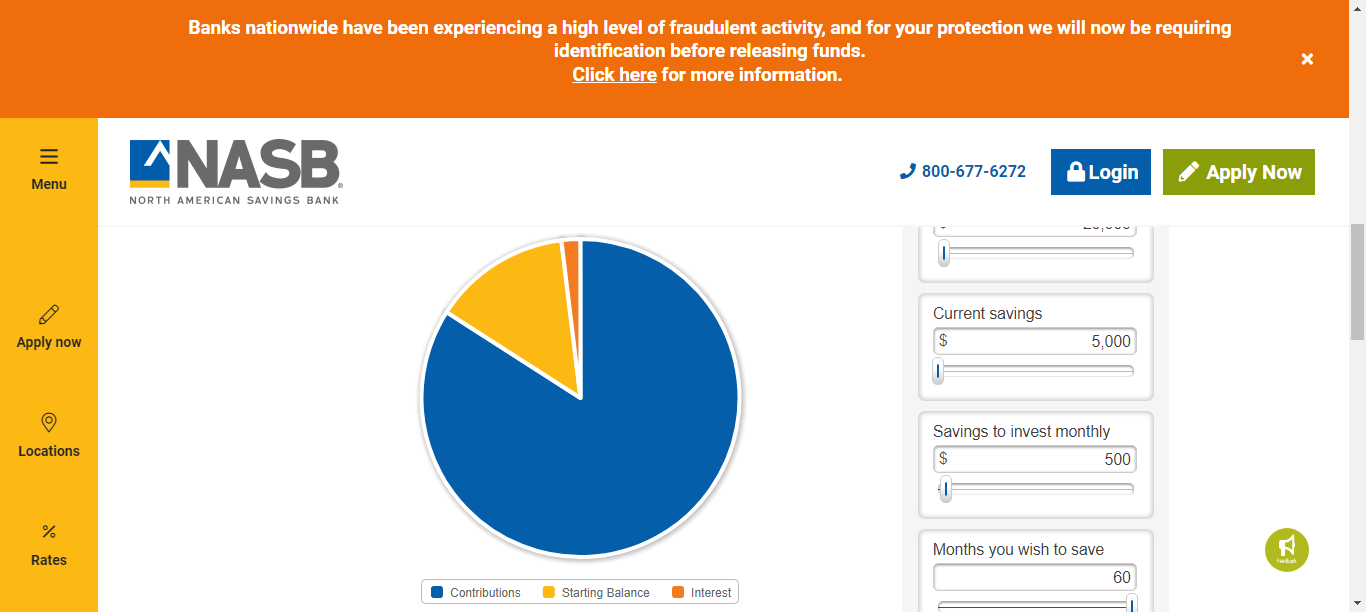 Banks nationwide have been experiencing a high level of fraudulent activity, and for your protection we will now be requiring
identification before releasing funds.
Click here for more information.
Menu
NASB
NORTH AMERICAN SAVINGS BANK
800-677-6272
Login
Apply Now
Apply now
Locations
% Rates
Current savings
$ 5,000
Savings to invest monthly
$ 500
Months you wish to save
60
Contributions
Starting Balance
Interest
Feedback